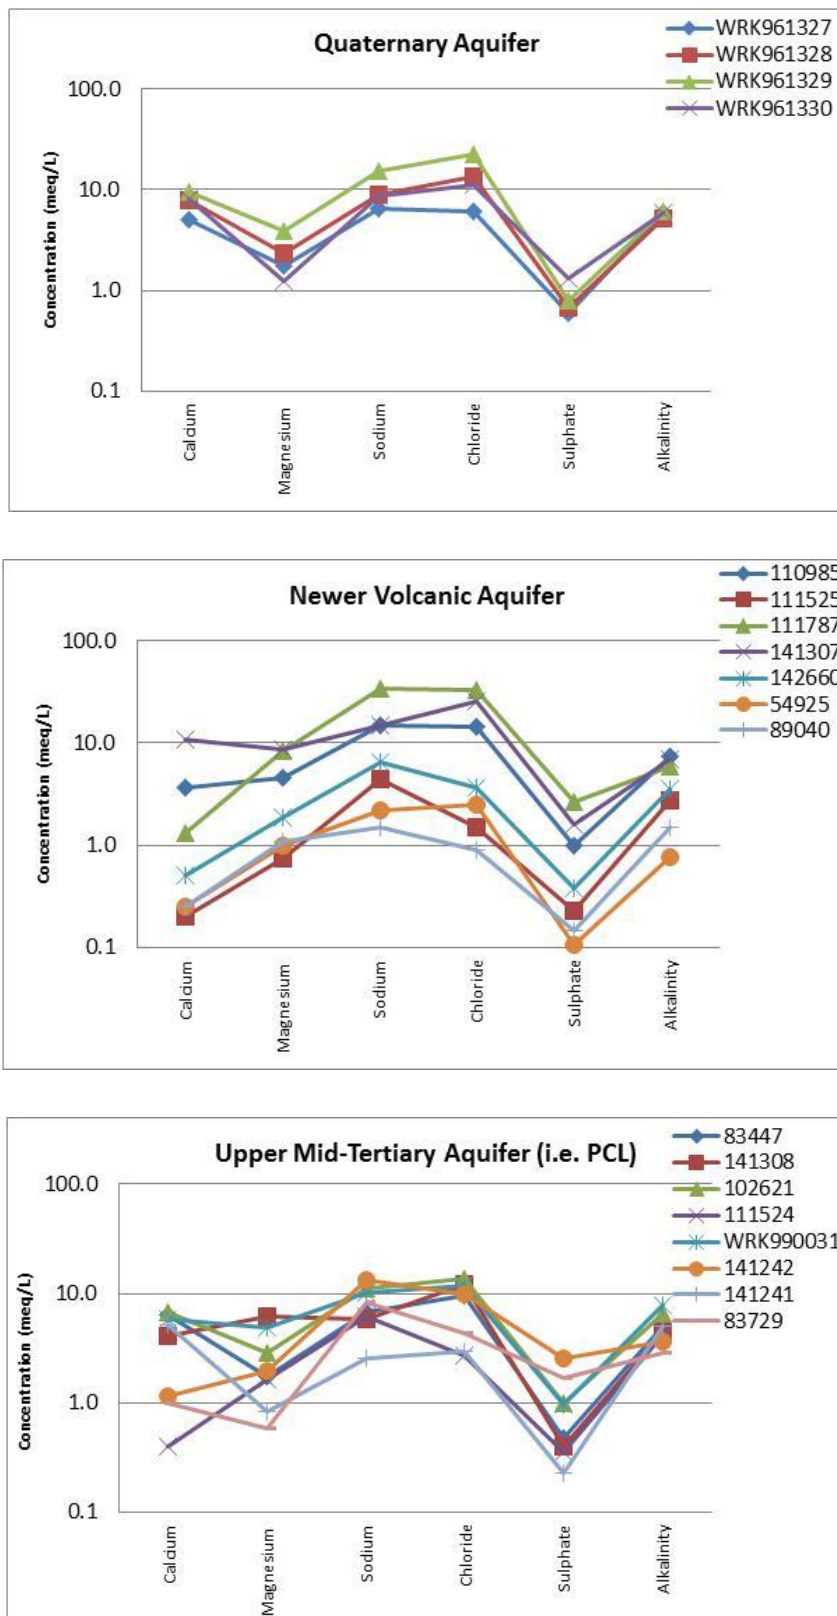 Quaternary Aquifer
WRK961327
WRK961328
WRK961329
WRK961330
100.0
10.0
1.0
0.1
Concentration (meq/L)
Calcium
Magnesium
Sodium
Chloride
Sulphate
Alkalinity
Newer Volcanic Aquifer
110985
111525
111787
141307
142660
54925
89040
100.0
10.0
1.0
0.1
Concentration (meq/L)
Calcium
Magnesium
Sodium
Chloride
Sulphate
Alkalinity
Upper Mid-Tertiary Aquifer (i.e. PCL)
83447
141308
102621
111524
WRK990031
141242
141241
83729
100.0
10.0
1.0
0.1
Concentration (meq/L)
Calcium
Magnesium
Sodium
Chloride
Sulphate
Alkalinity